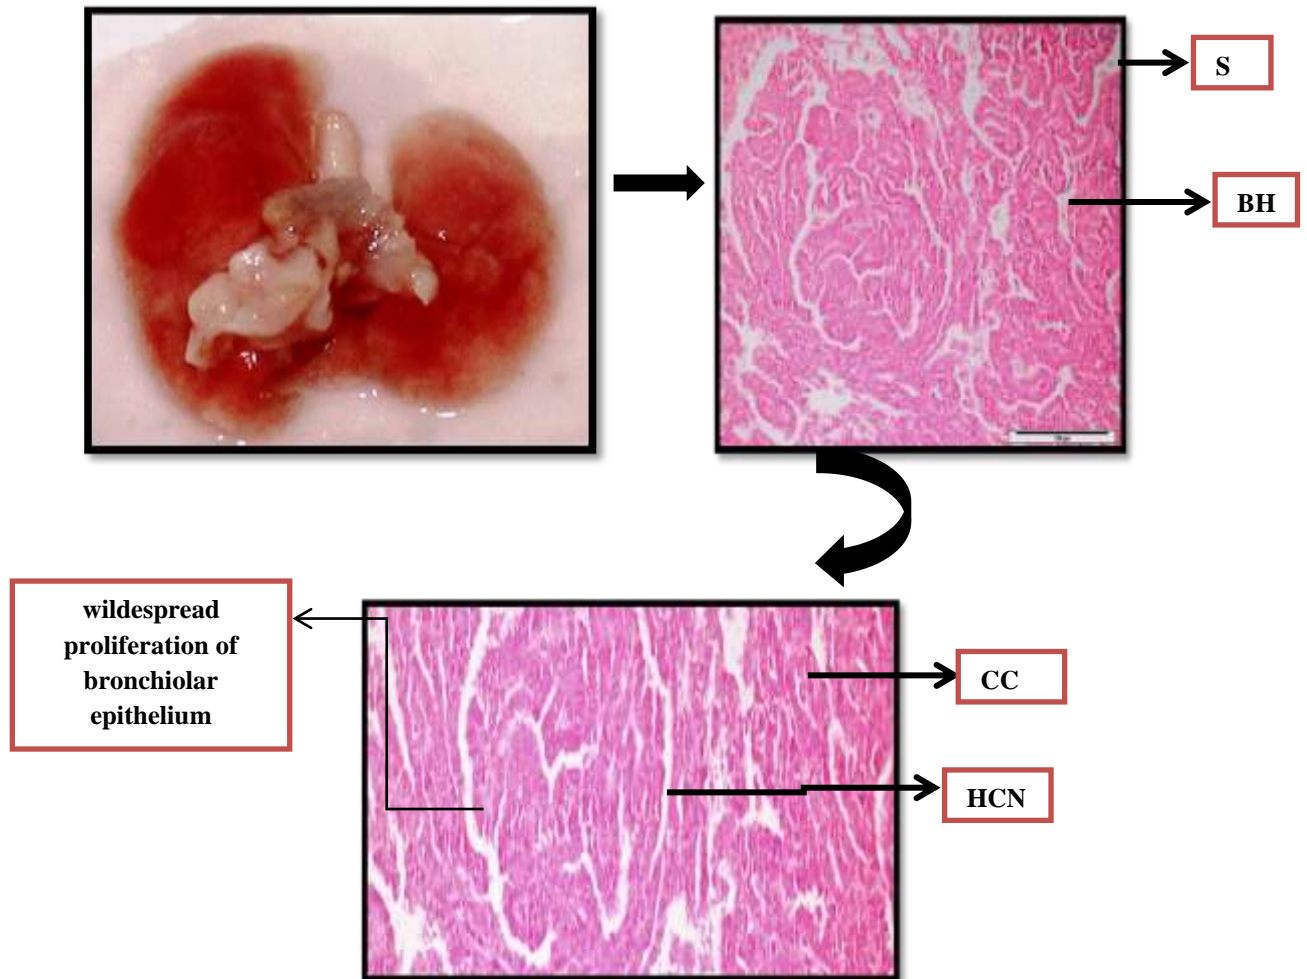 S
BH
wildespread
proliferation of
bronchiolar
epithelium
CC
HCN